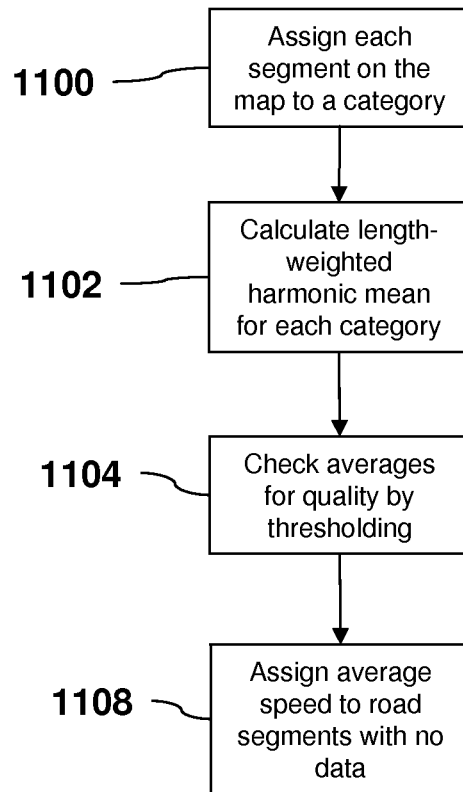 1100
Assign each
segment on the
map to a category
1102
Calculate length-
weighted
harmonic mean
for each category
1104
Check averages
for quality by
thresholding
1108
Assign average
speed to road
segments with no
data